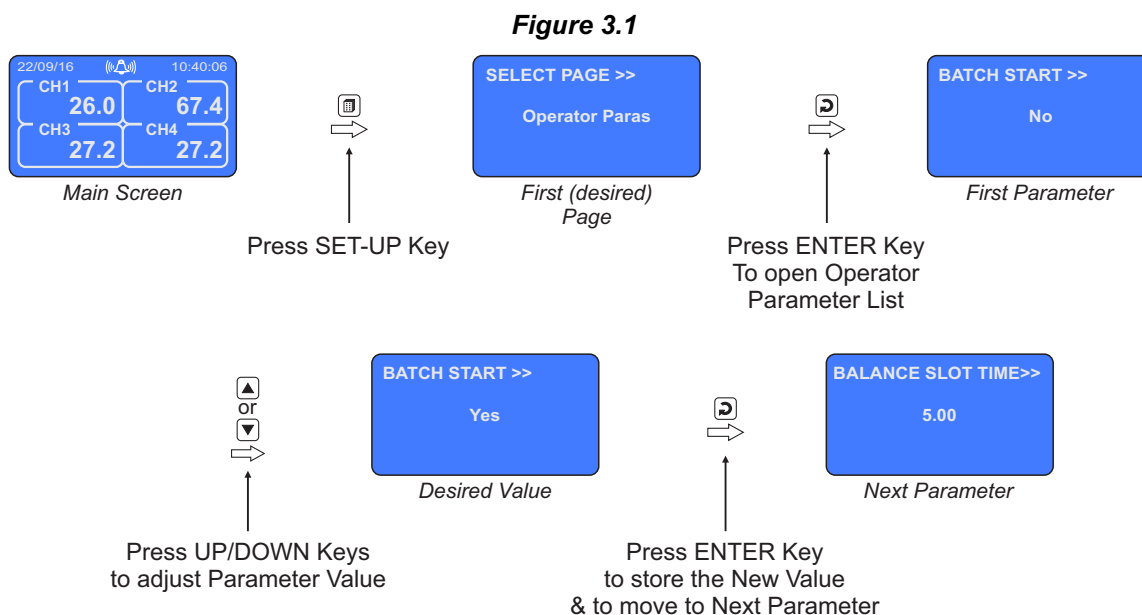 Figure 3.1
22/09/16 10:40:06
CH1 CH2
26.0 67.4
CH3 CH4
27.2 27.2
Main Screen
Press SET-UP Key
SELECT PAGE >>
Operator Paras
First (desired)
Page
Press ENTER Key
To open Operator
Parameter List
BATCH START >>
No
First Parameter
or
Press UP/DOWN Keys
to adjust Parameter Value
BATCH START >>
Yes
Desired Value
Press ENTER Key
to store the New Value
& to move to Next Parameter
BALANCE SLOT TIME>>
5.00
Next Parameter